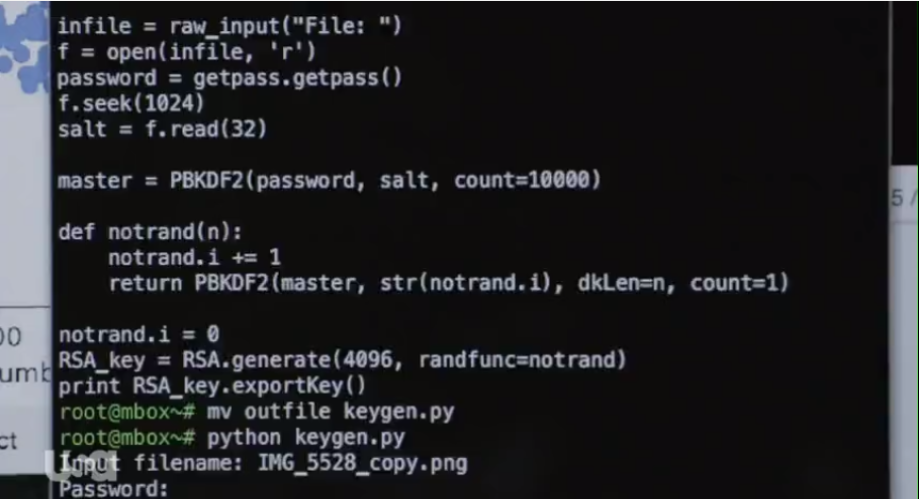 infile = raw_input("File: ")
f = open(infile, 'r')
password = getpass.getpass()
f.seek(1024)
salt = f.read(32)
master = PBKDF2(password, salt, count=10000)
def notrand(n):
    notrand.i += 1
    return PBKDF2(master, str(notrand.i), dkLen=n, count=1)
notrand.i = 0
RSA_key = RSA.generate(4096, randfunc=notrand)
print RSA_key.exportKey()
root@mbox~# mv outfile keygen.py
root@mbox~# python keygen.py
Input filename: IMG_5528_copy.png
Password:
usa
5 /